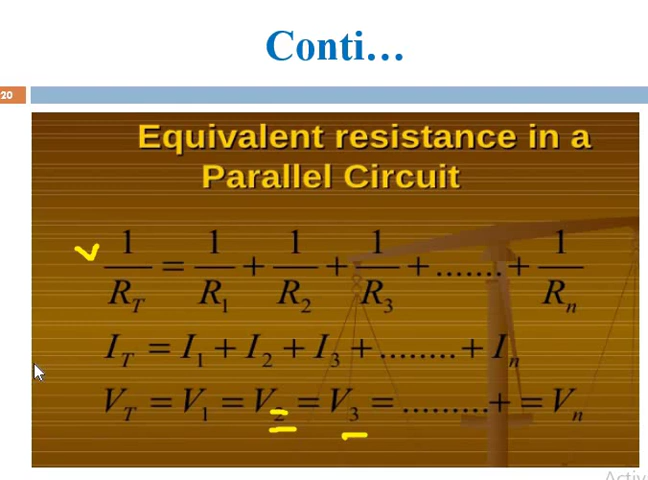 Conti…
20
Equivalent resistance in a
Parallel Circuit
1/R_T = 1/R_1 + 1/R_2 + 1/R_3 + ....... + 1/R_n
I_T = I_1 + I_2 + I_3 + ........ + I_n
V_T = V_1 = V_2 = V_3 = .........+ = V_n